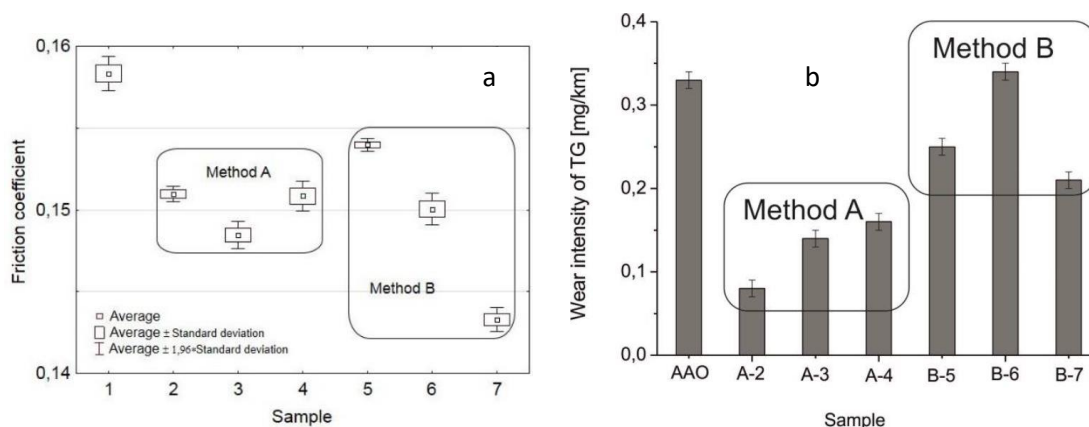 0,16
0,15
0,14
Friction coefficient
a
Method A
Method B
Average
Average ± Standard deviation
Average ± 1,96*Standard deviation
1 2 3 4 5 6 7
Sample
0,4
0,3
0,2
0,1
0,0
Wear intensity of TG [mg/km]
b
Method B
Method A
AAO A-2 A-3 A-4 B-5 B-6 B-7
Sample